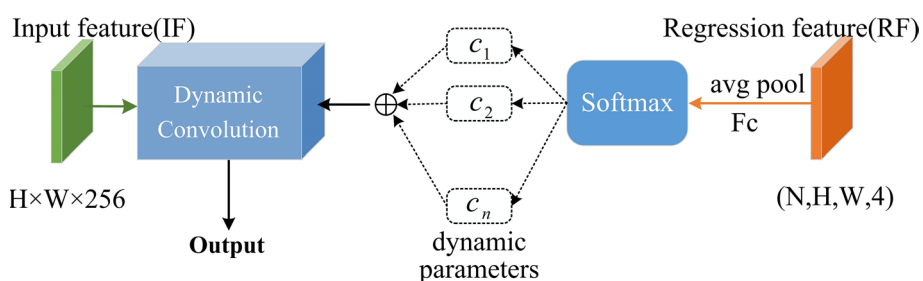 Input feature(IF)
Regression feature(RF)
c1
avg pool
Dynamic
Convolution
c2
Softmax
Fc
H×W×256
cn
(N,H,W,4)
Output
dynamic
parameters